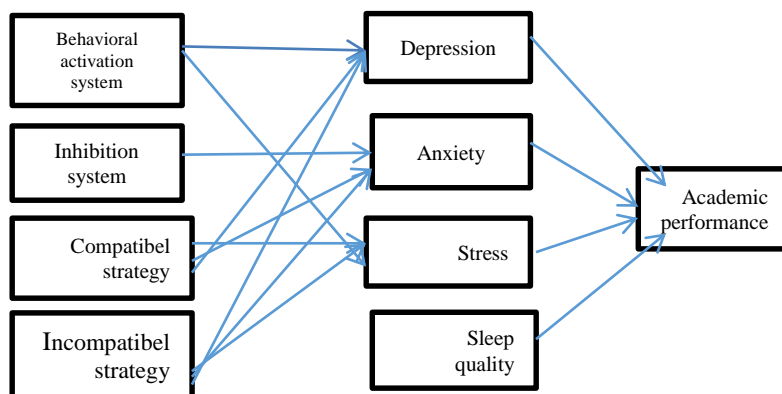 Behavioral
activation
system
Inhibition
system
Compatibel
strategy
Incompatibel
strategy
Depression
Anxiety
Stress
Sleep
quality
Academic
performance